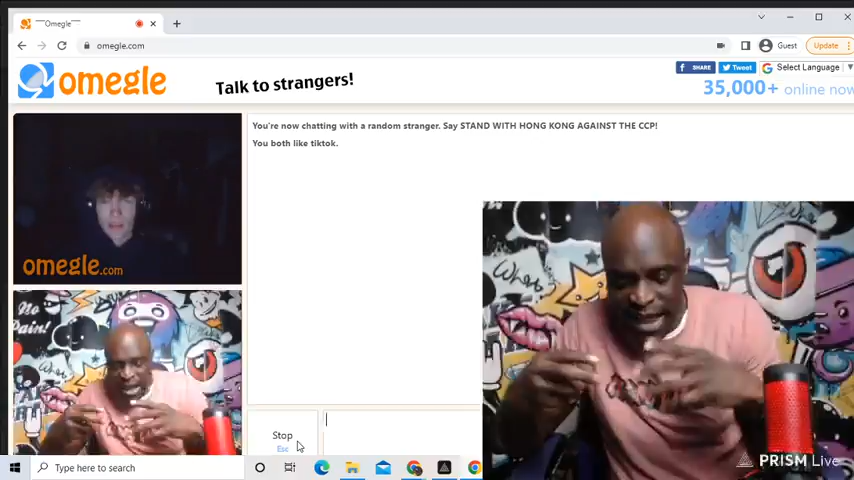 """Omegle"""
omegle.com
Guest
Update
omegle
Talk to strangers!
SHARE
Tweet
Select Language
35,000+ online now
You're now chatting with a random stranger. Say STAND WITH HONG KONG AGAINST THE CCP!
You both like tiktok.
omegle.com
No
Pain!
Stop
Esc
Type here to search
PRISM Live